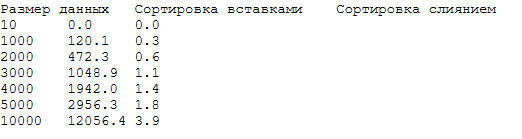 Размер данных   Сортировка вставками    Сортировка слиянием
10      0.0     0.0
1000    120.1   0.3
2000    472.3   0.6
3000    1048.9  1.1
4000    1942.0  1.4
5000    2956.3  1.8
10000   12056.4 3.9